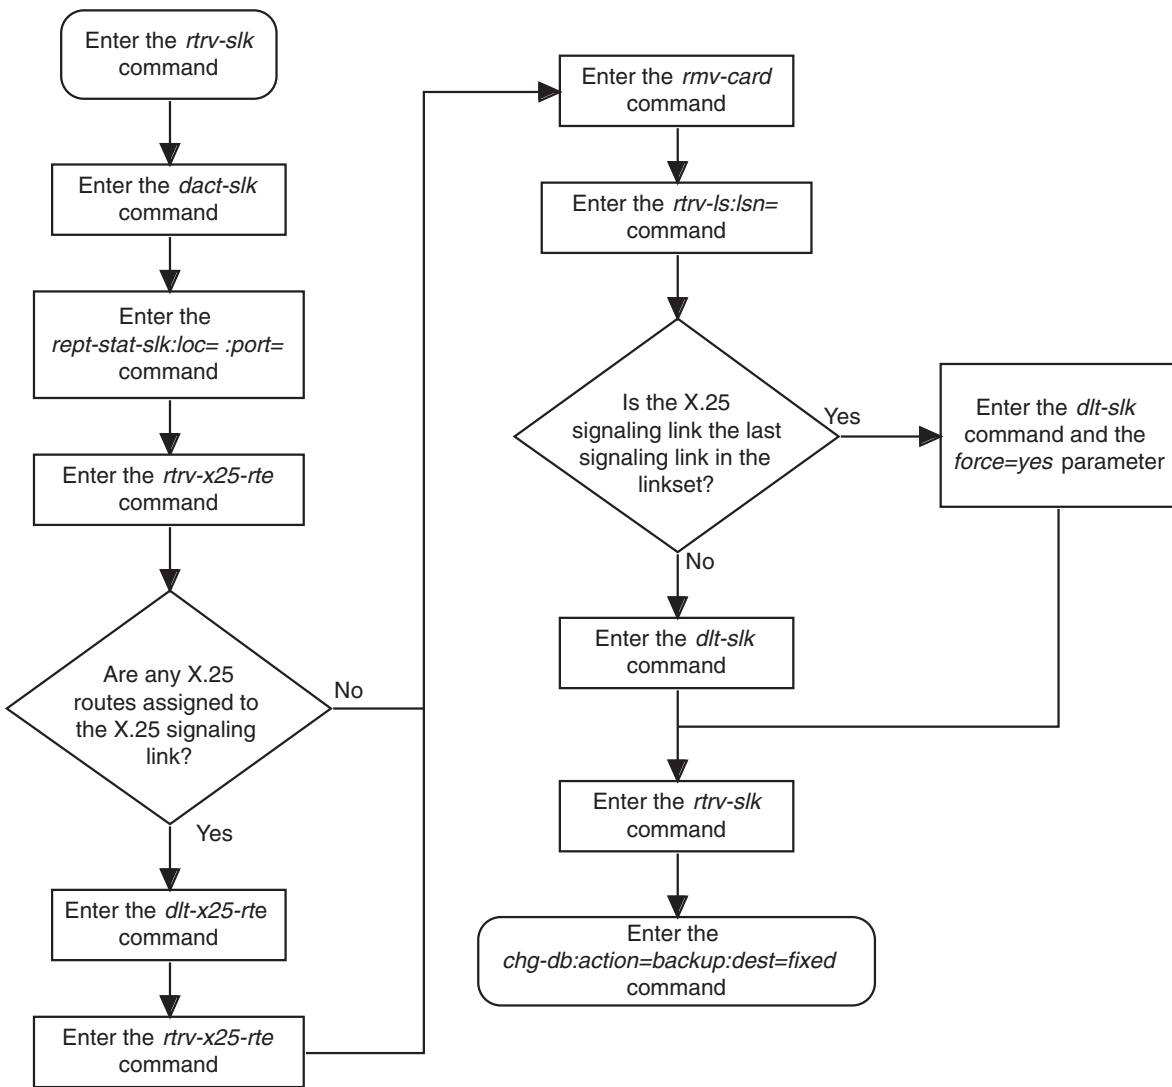 Enter the rtrv-slk
command
Enter the dact-slk
command
Enter the
rept-stat-slk:loc= :port=
command
Enter the rtrv-x25-rte
command
Are any X.25
routes assigned to
the X.25 signaling
link?
No
Yes
Enter the dlt-x25-rte
command
Enter the rtrv-x25-rte
command
Enter the rmv-card
command
Enter the rtrv-ls:lsn=
command
Is the X.25
signaling link the last
signaling link in the
linkset?
Yes
Enter the dlt-slk
command and the
force=yes parameter
No
Enter the dlt-slk
command
Enter the rtrv-slk
command
Enter the
chg-db:action=backup:dest=fixed
command